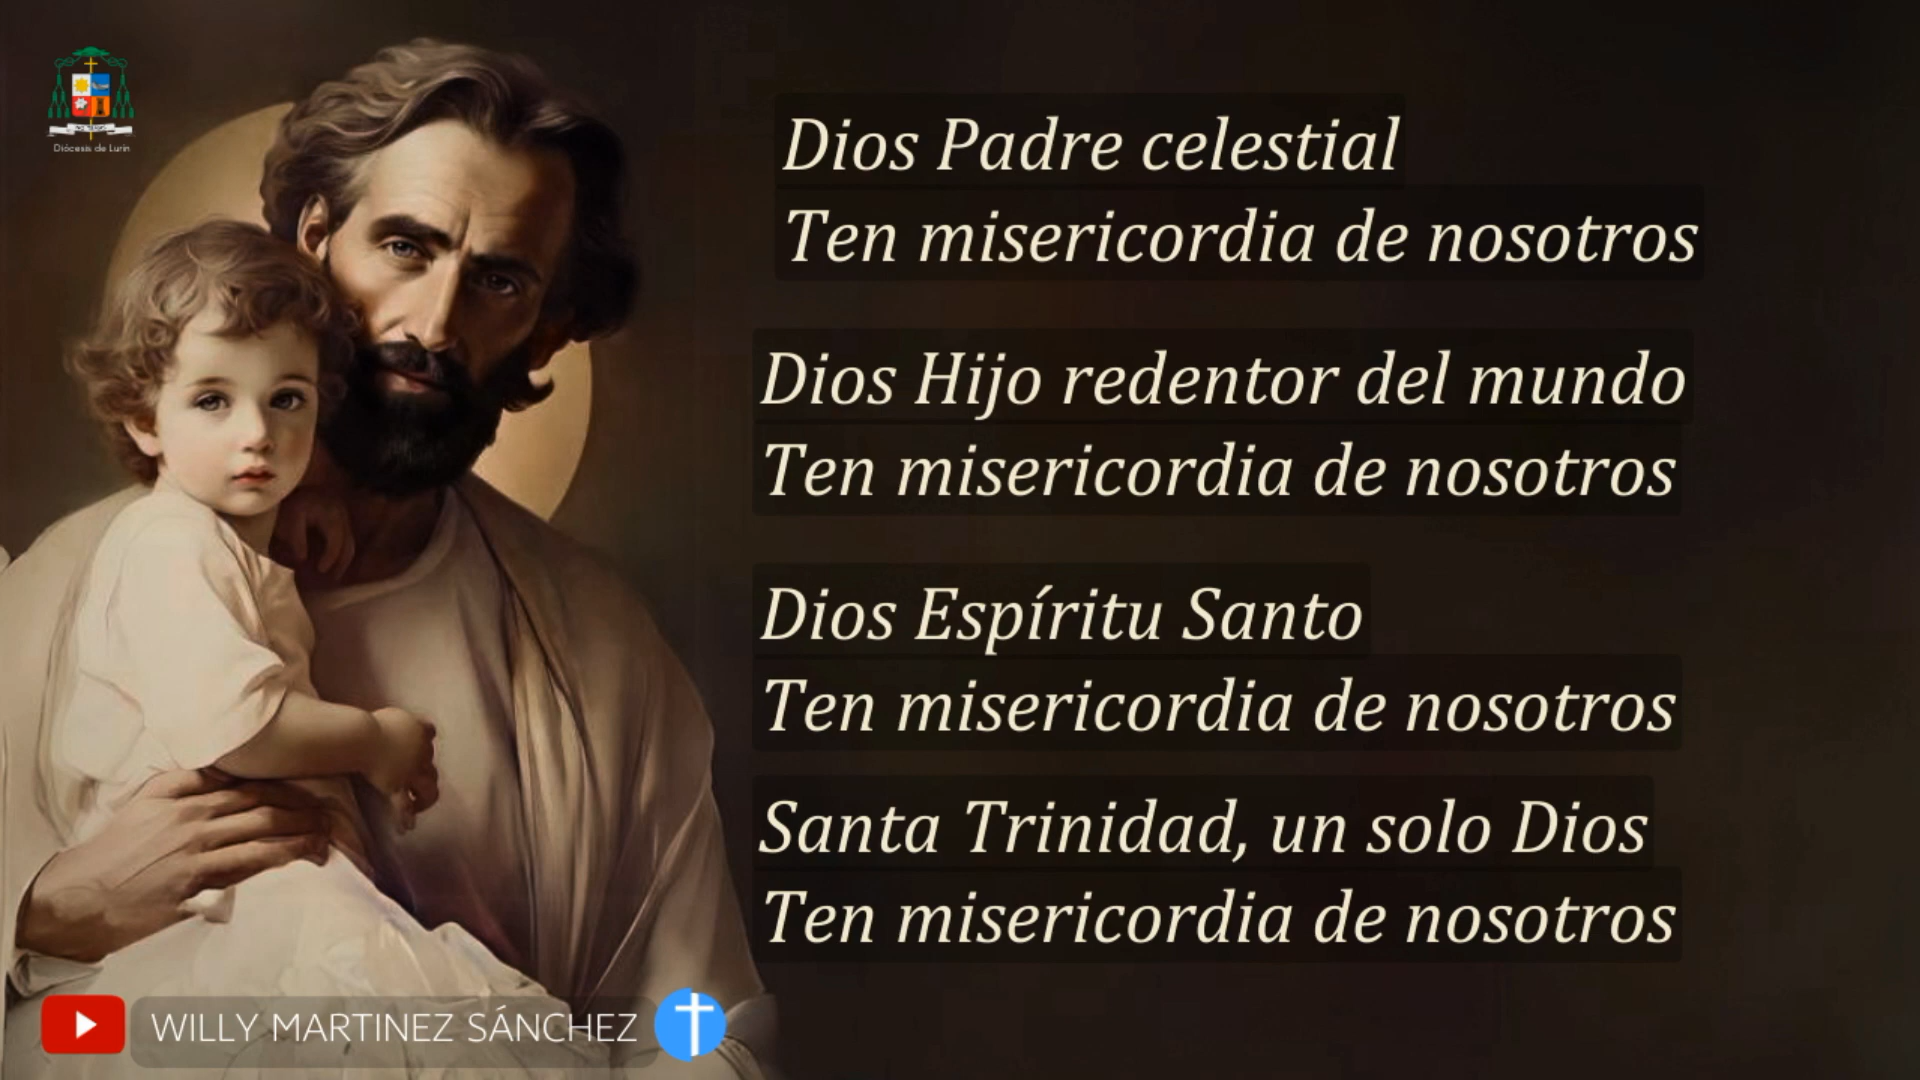 Diócesis de Lurín
Dios Padre celestial
Ten misericordia de nosotros
Dios Hijo redentor del mundo
Ten misericordia de nosotros
Dios Espíritu Santo
Ten misericordia de nosotros
Santa Trinidad, un solo Dios
Ten misericordia de nosotros
WILLY MARTINEZ SÁNCHEZ